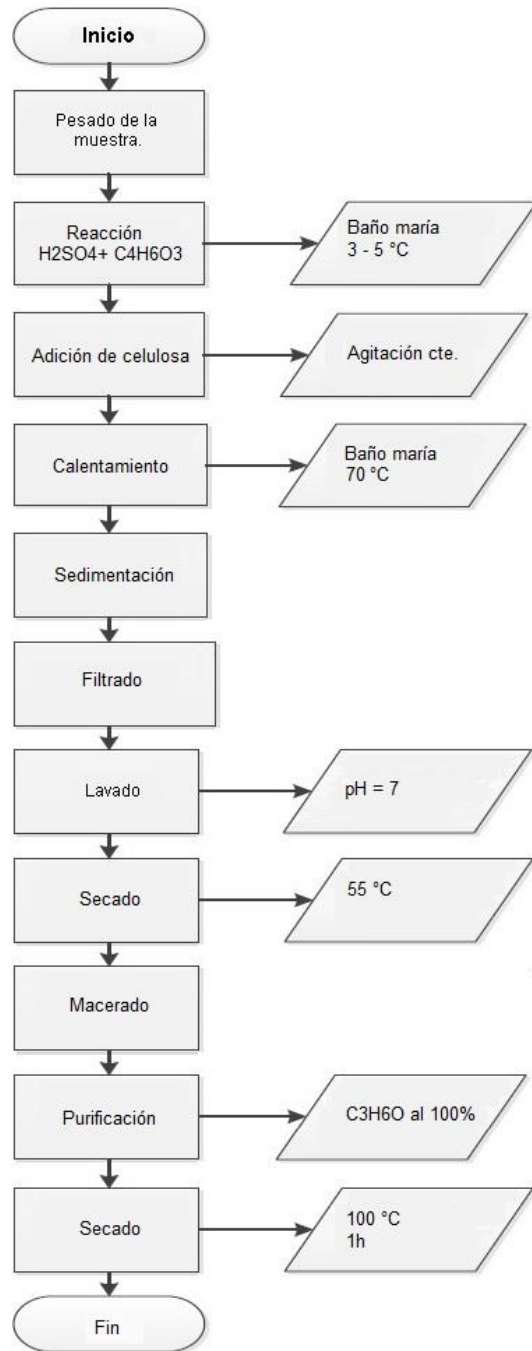 Inicio
Pesado de la
muestra.
Reacción
H2SO4+ C4H6O3
Baño maría
3 - 5 °C
Adición de celulosa
Agitación cte.
Calentamiento
Baño maría
70 °C
Sedimentación
Filtrado
Lavado
pH = 7
Secado
55 °C
Macerado
Purificación
C3H6O al 100%
Secado
100 °C
1h
Fin